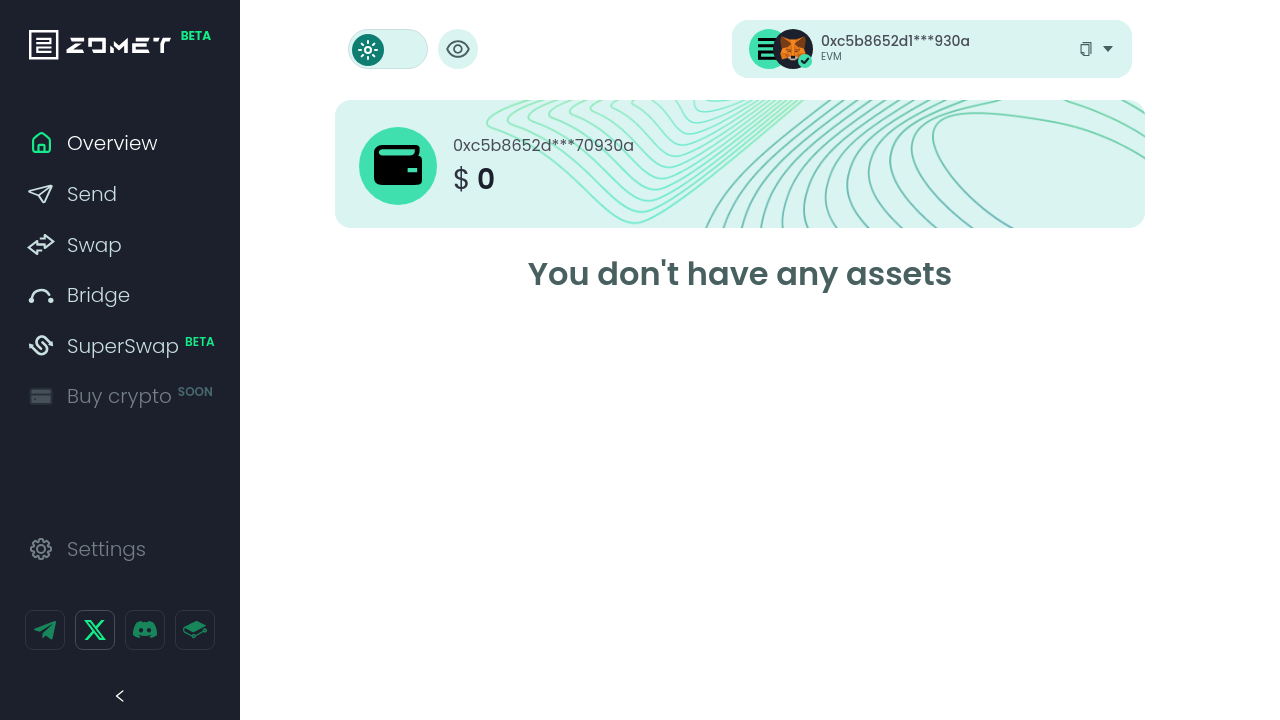 ZOMET BETA
Overview
Send
Swap
Bridge
SuperSwap BETA
Buy crypto SOON
Settings
0xc5b8652d1***930a
EVM
0xc5b8652d***70930a
$ 0
You don't have any assets